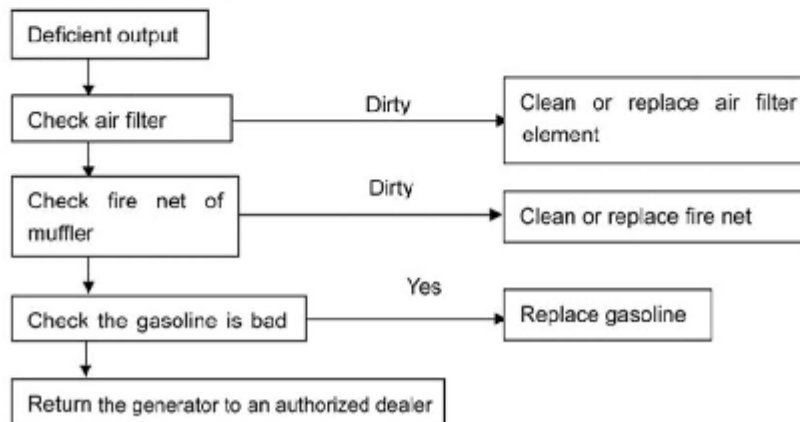 Deficient output
Check air filter
Dirty
Clean or replace air filter
element
Check fire net of
muffler
Dirty
Clean or replace fire net
Check the gasoline is bad
Yes
Replace gasoline
Return the generator to an authorized dealer